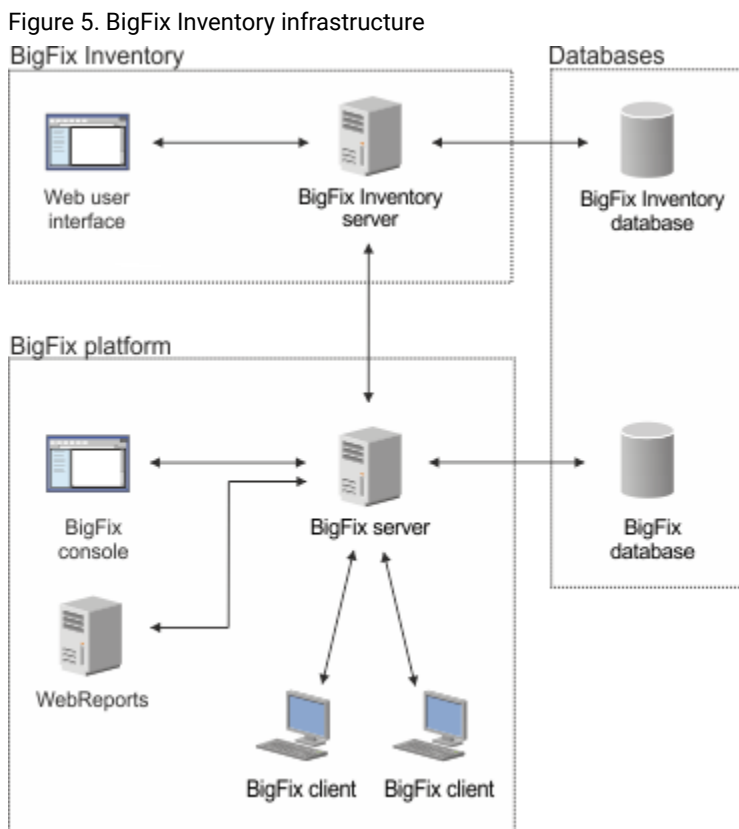 Figure 5. BigFix Inventory infrastructure
BigFix Inventory
Databases
Web user
interface
BigFix Inventory
server
BigFix Inventory
database
BigFix platform
BigFix
console
BigFix server
BigFix
database
WebReports
BigFix client
BigFix client